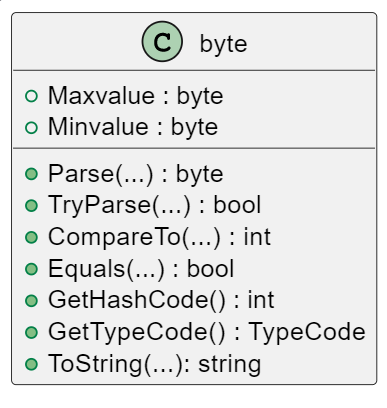 C byte
Maxvalue : byte
Minvalue : byte
Parse(...) : byte
TryParse(...) : bool
CompareTo(...) : int
Equals(...) : bool
GetHashCode() : int
GetTypeCode() : TypeCode
ToString(...): string